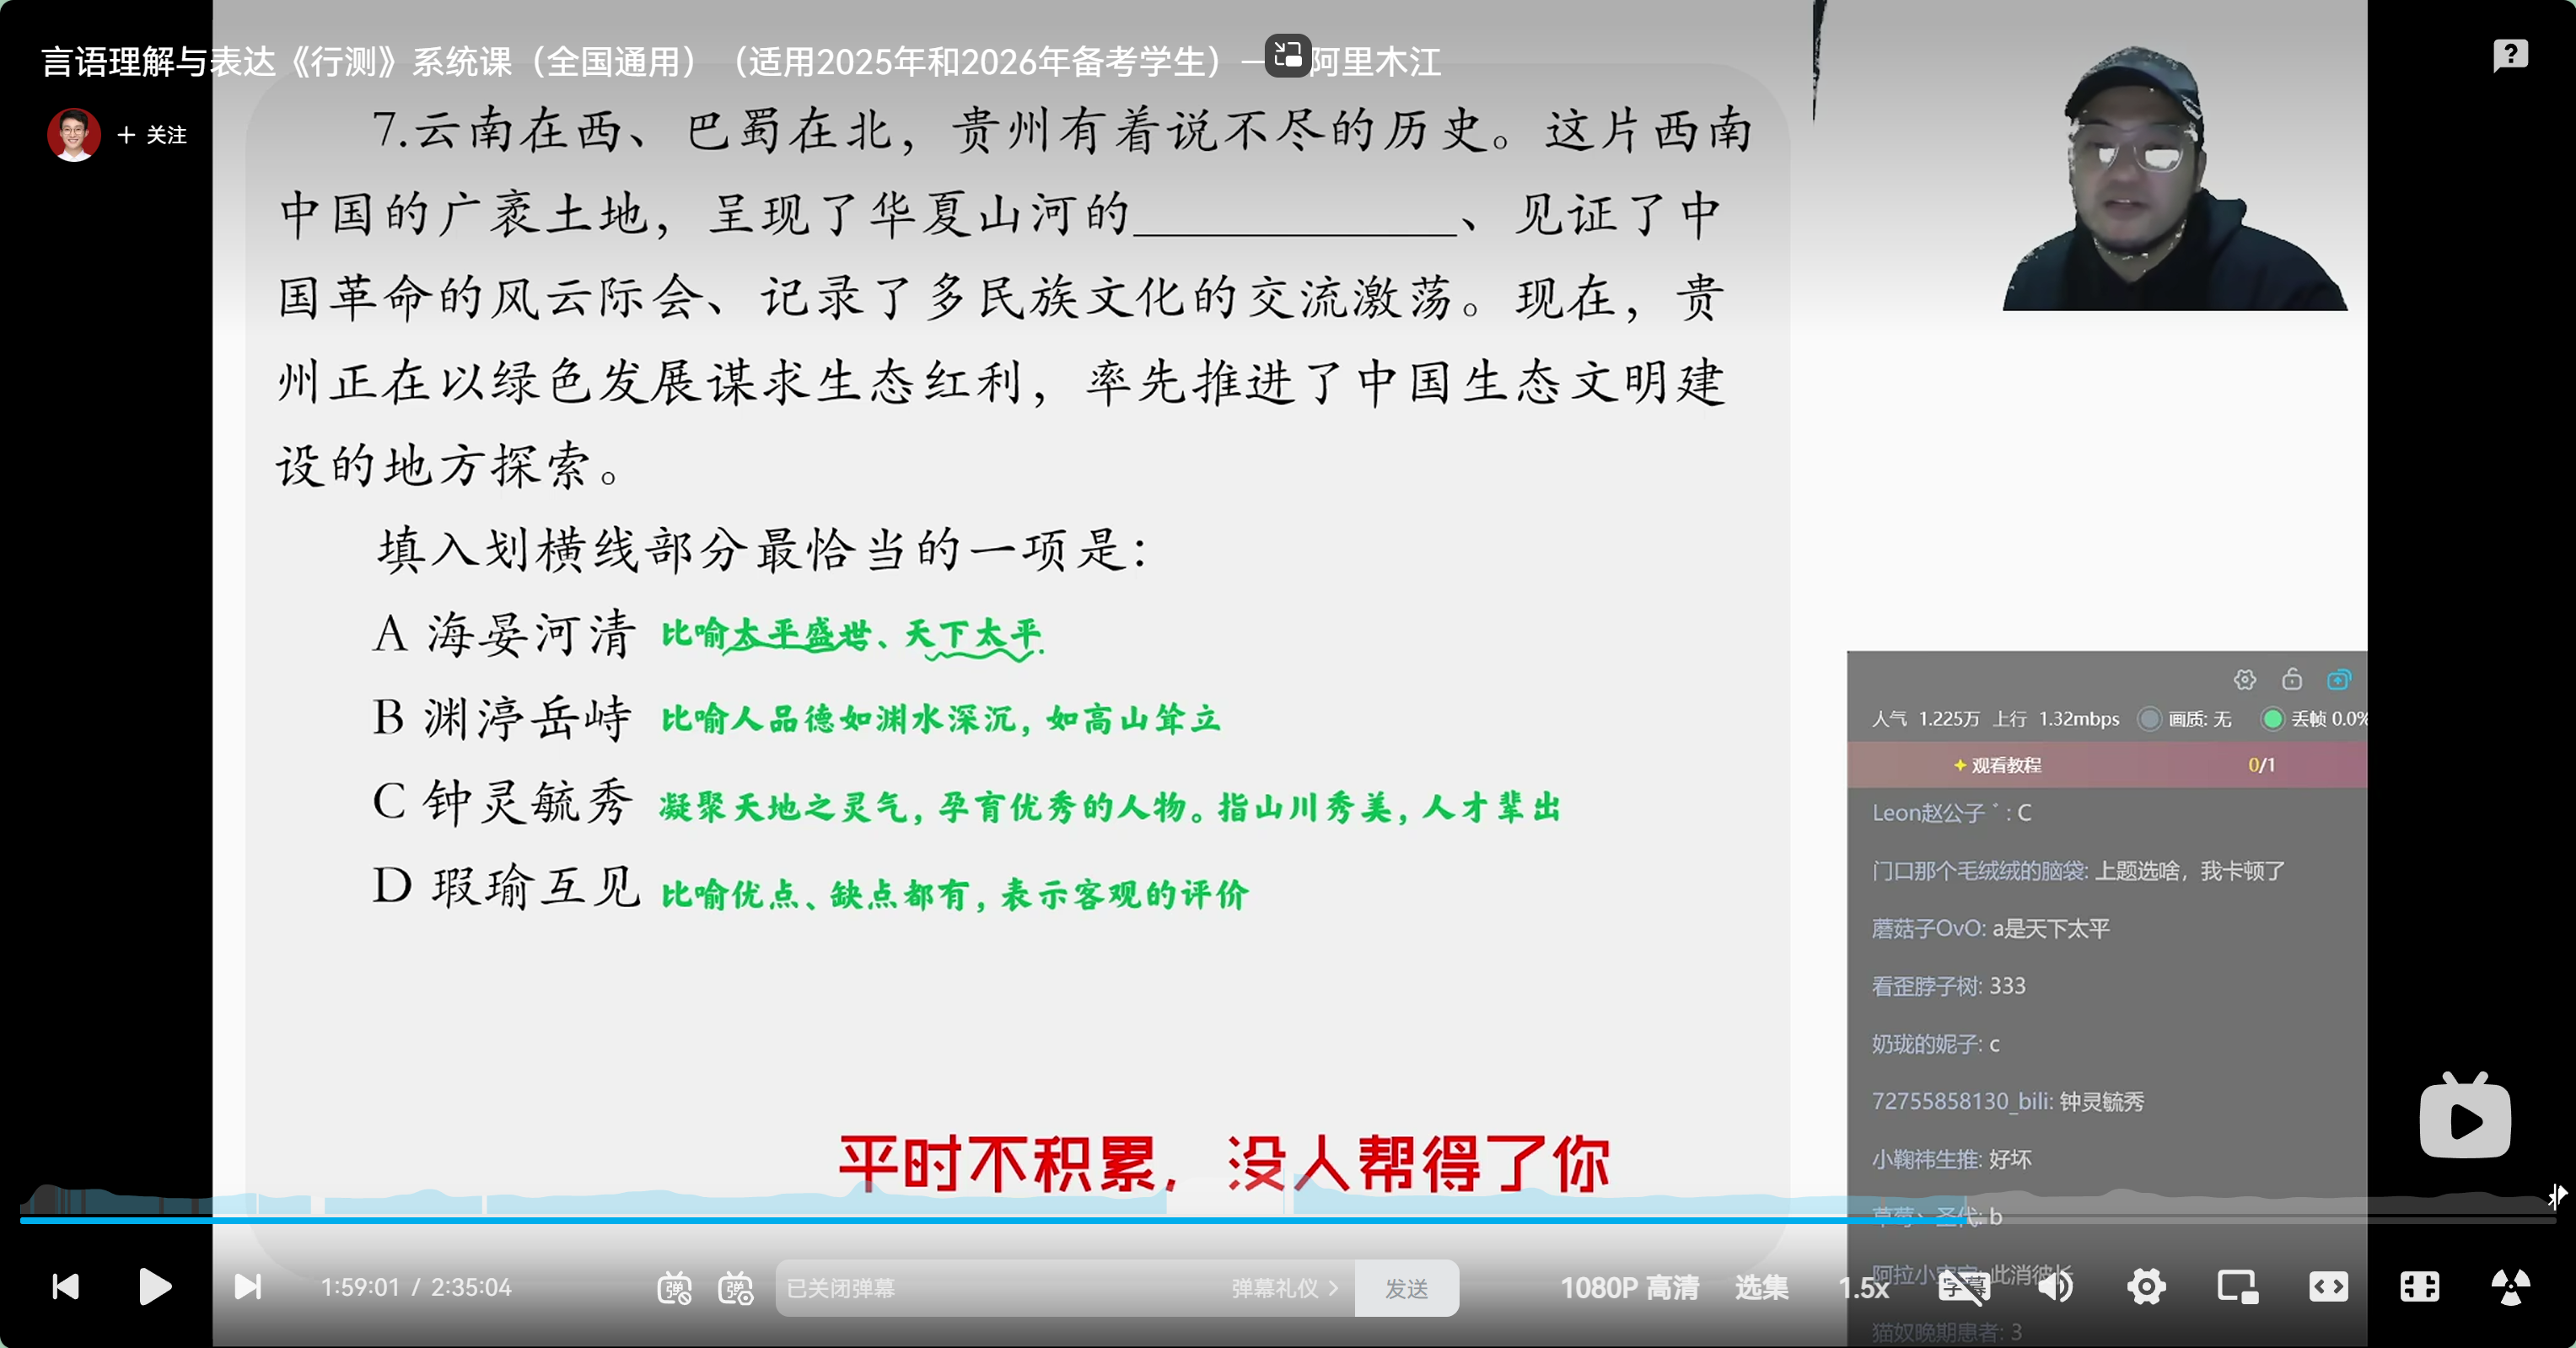 言语理解与表达《行测》系统课（全国通用）（适用2025年和2026年备考学生）—阿里木江
+ 关注
7.云南在西、巴蜀在北，贵州有着说不尽的历史。这片西南
中国的广袤土地，呈现了华夏山河的____________、见证了中
国革命的风云际会、记录了多民族文化的交流激荡。现在，贵
州正在以绿色发展谋求生态红利，率先推进了中国生态文明建
设的地方探索。
填入划横线部分最恰当的一项是：
A 海晏河清 比喻太平盛世、天下太平.
B 渊渟岳峙 比喻人品德如渊水深沉，如高山耸立
C 钟灵毓秀 凝聚天地之灵气，孕育优秀的人物。指山川秀美，人才辈出
D 瑕瑜互见 比喻优点、缺点都有，表示客观的评价
平时不积累，没人帮得了你
人气 1.225万 上行 1.32mbps 画质: 无 丢帧 0.0%
观看教程 0/1
Leon赵公子ﾞ: C
门口那个毛绒绒的脑袋: 上题选啥，我卡顿了
蘑菇子OvO: a是天下太平
看歪脖子树: 333
奶珑的妮子: c
72755858130_bili: 钟灵毓秀
小鞠祎生推: 好坏
草莓、圣代: b
阿拉小宝宝: 此消彼长
猫奴晚期患者: 3
1:59:01 / 2:35:04
弹 弹 已关闭弹幕 弹幕礼仪 > 发送 1080P 高清 选集 1.5x 字幕